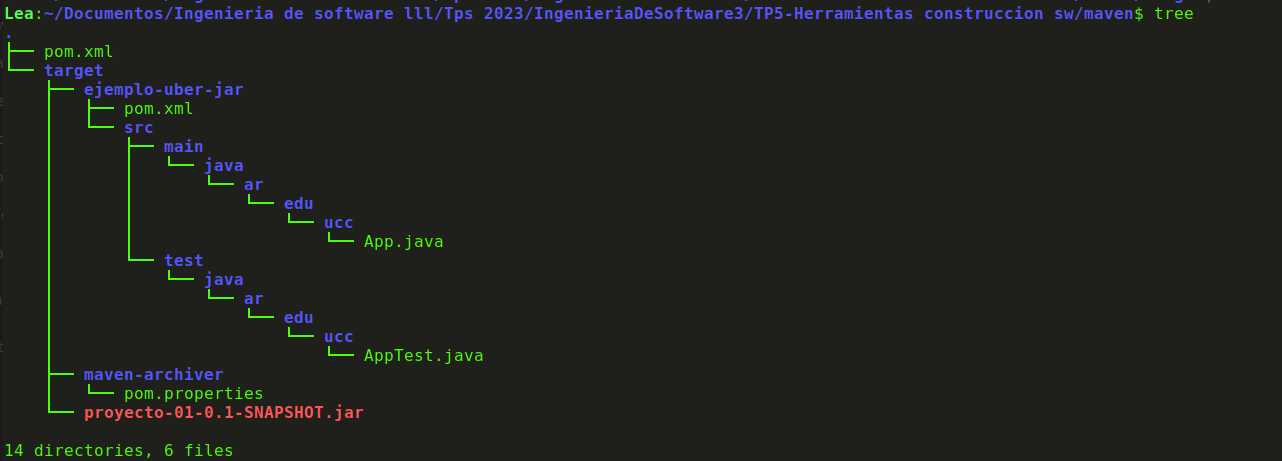 Lea:~/Documentos/Ingenieria de software lll/Tps 2023/IngenieriaDeSoftware3/TP5-Herramientas construccion sw/maven$ tree
.
├── pom.xml
└── target
    ├── ejemplo-uber-jar
    │   ├── pom.xml
    │   └── src
    │       ├── main
    │       │   └── java
    │       │       └── ar
    │       │           └── edu
    │       │               └── ucc
    │       │                   └── App.java
    │       └── test
    │           └── java
    │               └── ar
    │                   └── edu
    │                       └── ucc
    │                           └── AppTest.java
    ├── maven-archiver
    │   └── pom.properties
    └── proyecto-01-0.1-SNAPSHOT.jar
14 directories, 6 files